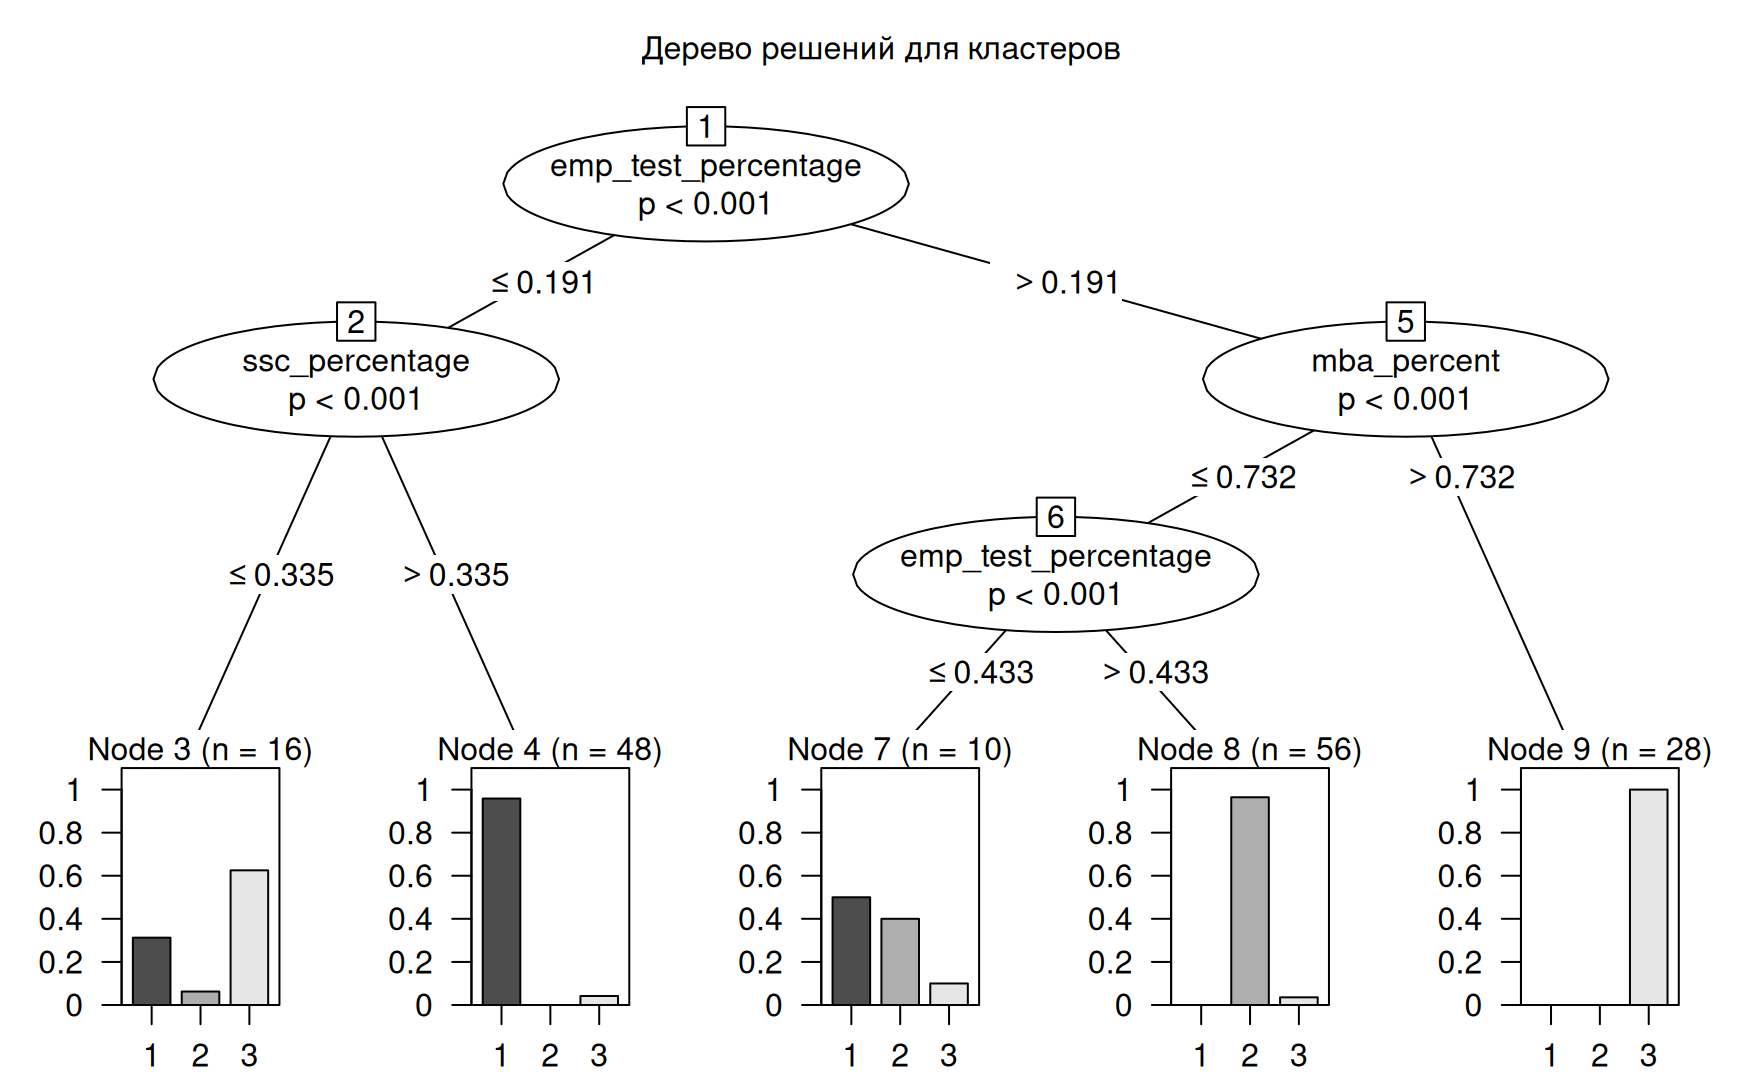 Дерево решений для кластеров
1
emp_test_percentage
p < 0.001
≤ 0.191
> 0.191
2
ssc_percentage
p < 0.001
5
mba_percent
p < 0.001
≤ 0.732
> 0.732
6
emp_test_percentage
p < 0.001
≤ 0.335
> 0.335
≤ 0.433
> 0.433
Node 3 (n = 16)
1
0.8
0.6
0.4
0.2
0
1 2 3
Node 4 (n = 48)
1
0.8
0.6
0.4
0.2
0
1 2 3
Node 7 (n = 10)
1
0.8
0.6
0.4
0.2
0
1 2 3
Node 8 (n = 56)
1
0.8
0.6
0.4
0.2
0
1 2 3
Node 9 (n = 28)
1
0.8
0.6
0.4
0.2
0
1 2 3